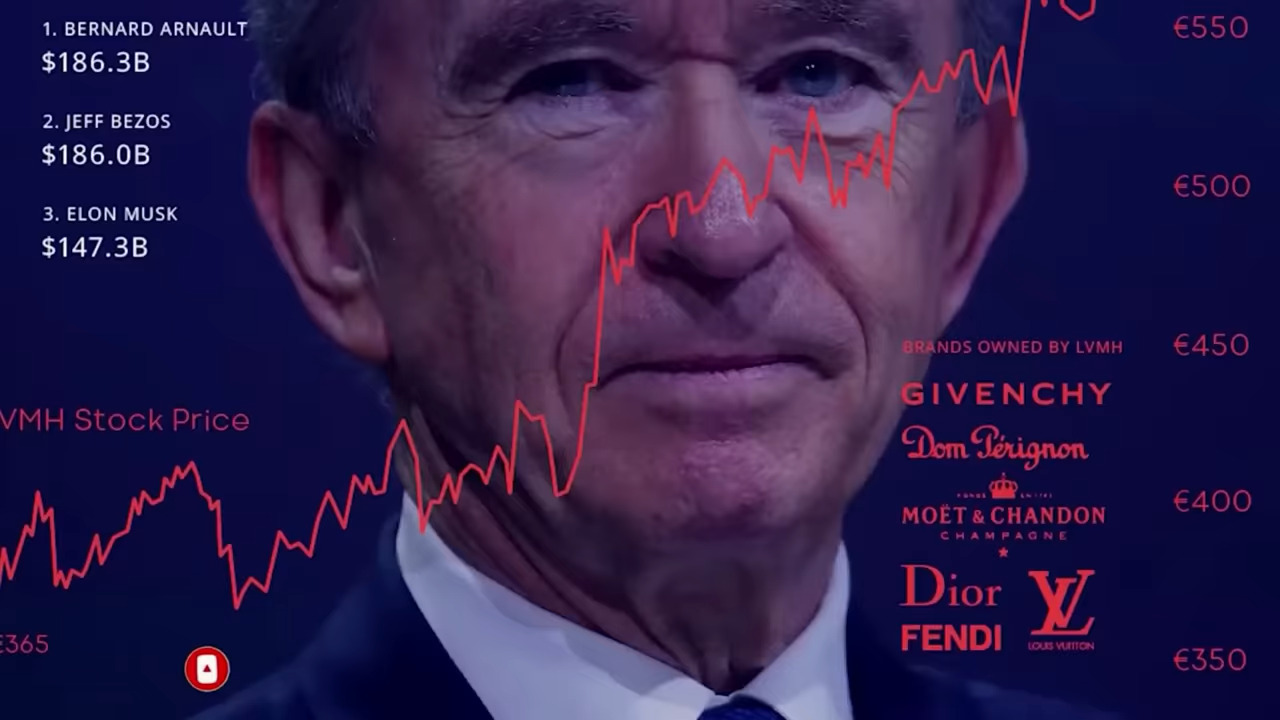 1. BERNARD ARNAULT
$186.3B
2. JEFF BEZOS
$186.0B
3. ELON MUSK
$147.3B
VMH Stock Price
€365
€550
€500
€450
€400
€350
BRANDS OWNED BY LVMH
GIVENCHY
Dom Pérignon
MOËT & CHANDON
CHAMPAGNE
Dior
FENDI
LV
LOUIS VUITTON